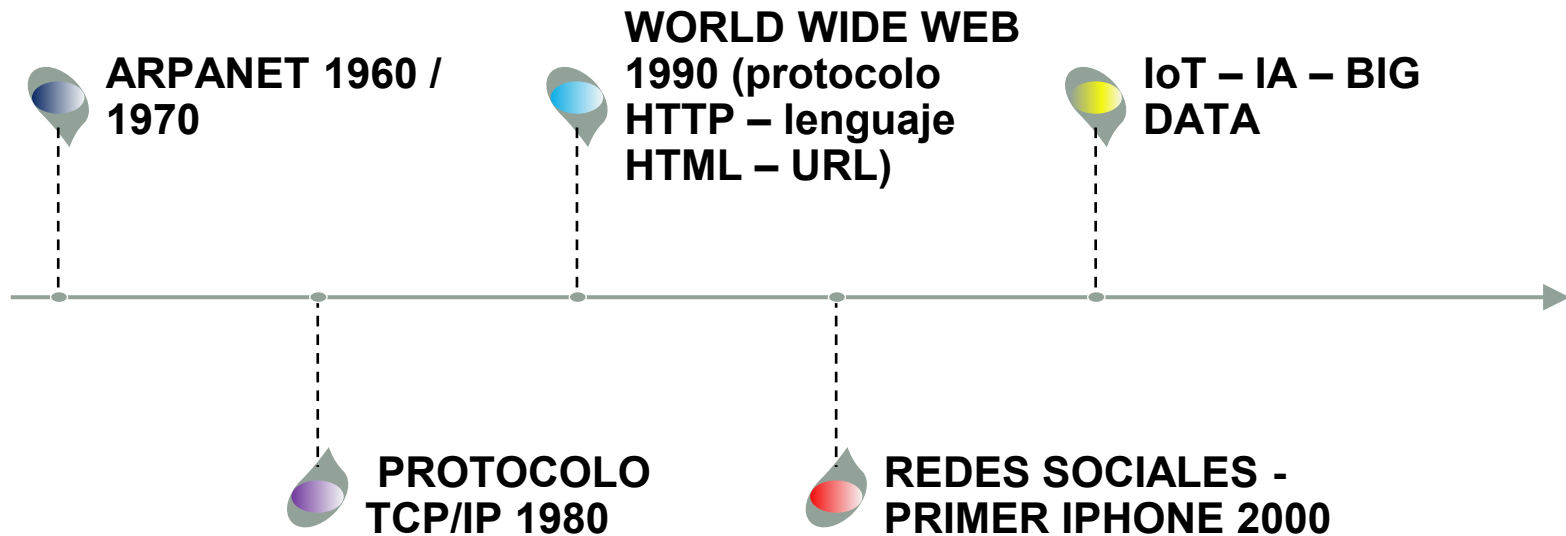 ARPANET 1960 /
1970
PROTOCOLO
TCP/IP 1980
WORLD WIDE WEB
1990 (protocolo
HTTP – lenguaje
HTML – URL)
REDES SOCIALES -
PRIMER IPHONE 2000
IoT – IA – BIG
DATA